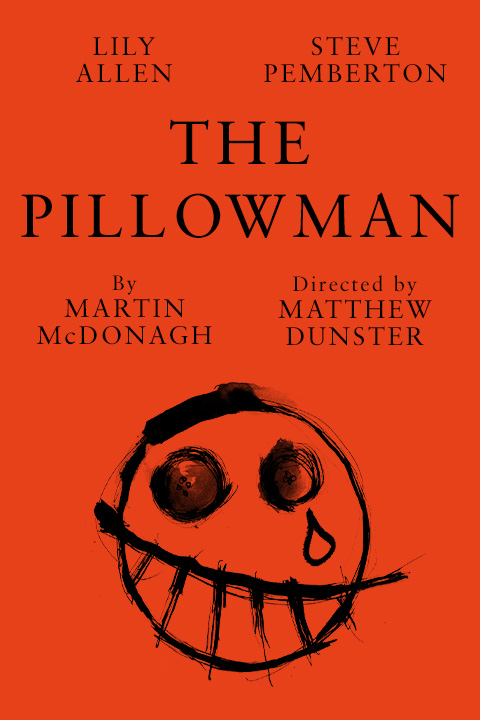 LILY
ALLEN
STEVE
PEMBERTON
THE
PILLOWMAN
By
MARTIN
McDONAGH
Directed by
MATTHEW
DUNSTER